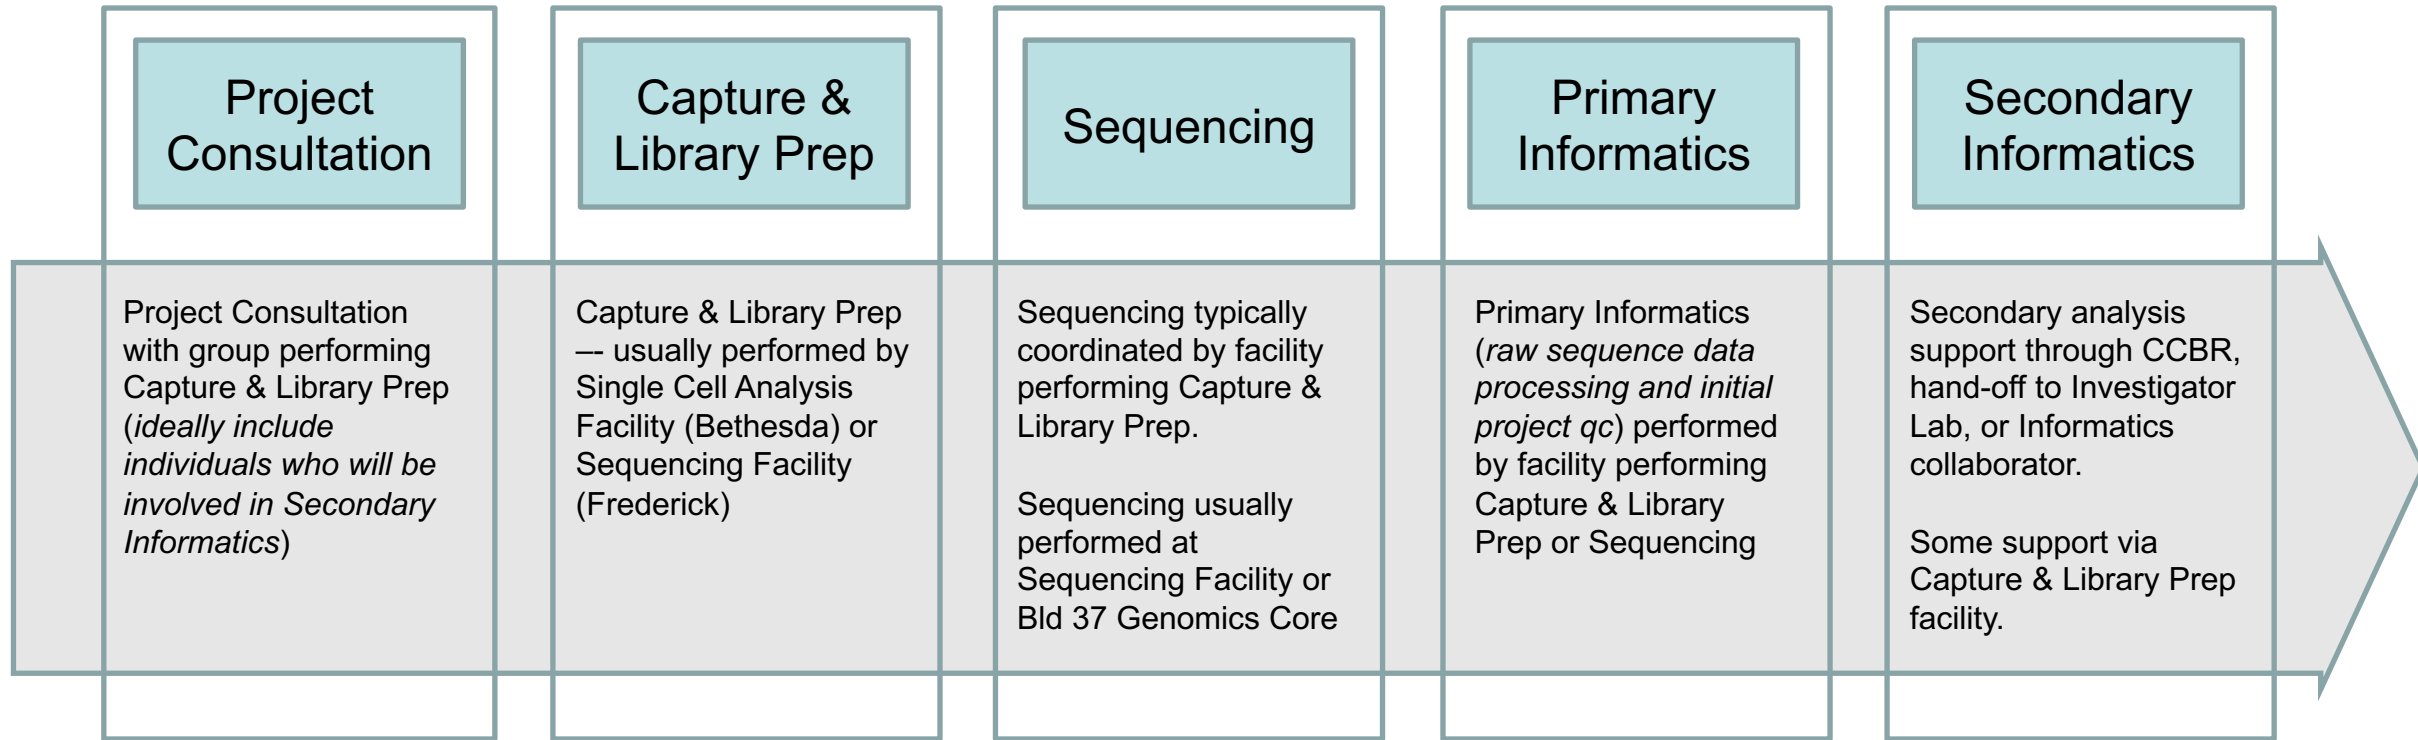 Project
Consultation
Capture &
Library Prep
Sequencing
Primary
Informatics
Secondary
Informatics
Project Consultation
with group performing
Capture & Library Prep
(ideally include
individuals who will be
involved in Secondary
Informatics)
Capture & Library Prep
–- usually performed by
Single Cell Analysis
Facility (Bethesda) or
Sequencing Facility
(Frederick)
Sequencing typically
coordinated by facility
performing Capture &
Library Prep.
Sequencing usually
performed at
Sequencing Facility or
Bld 37 Genomics Core
Primary Informatics
(raw sequence data
processing and initial
project qc) performed
by facility performing
Capture & Library
Prep or Sequencing
Secondary analysis
support through CCBR,
hand-off to Investigator
Lab, or Informatics
collaborator.
Some support via
Capture & Library Prep
facility.